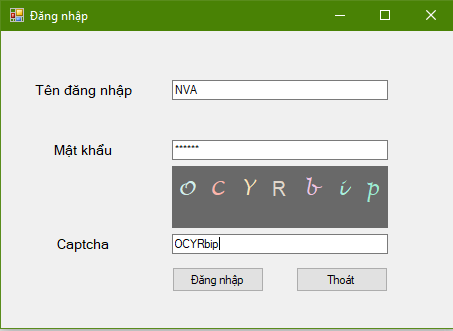 Đăng nhập
Tên đăng nhập NVA
Mật khẩu ******
O C Y R b i p
Captcha OCYRbip
Đăng nhập Thoát